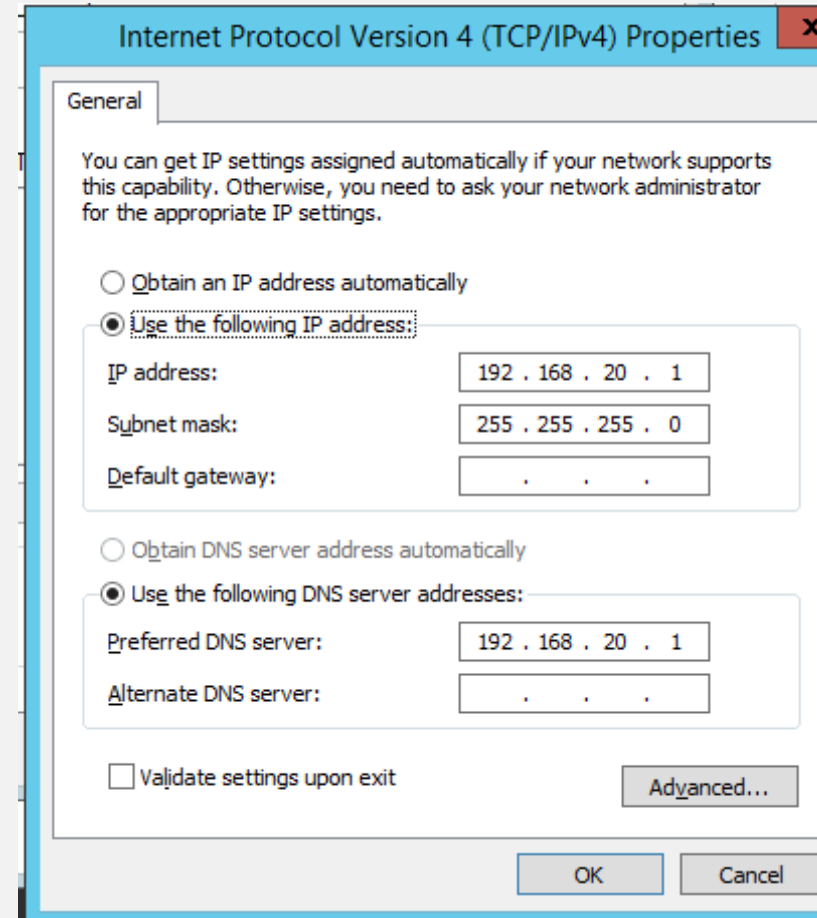 Internet Protocol Version 4 (TCP/IPv4) Properties
x
General
You can get IP settings assigned automatically if your network supports
this capability. Otherwise, you need to ask your network administrator
for the appropriate IP settings.
Obtain an IP address automatically
Use the following IP address:
IP address: 192 . 168 . 20 . 1
Subnet mask: 255 . 255 . 255 . 0
Default gateway: . . .
Obtain DNS server address automatically
Use the following DNS server addresses:
Preferred DNS server: 192 . 168 . 20 . 1
Alternate DNS server: . . .
Validate settings upon exit
Advanced...
OK Cancel